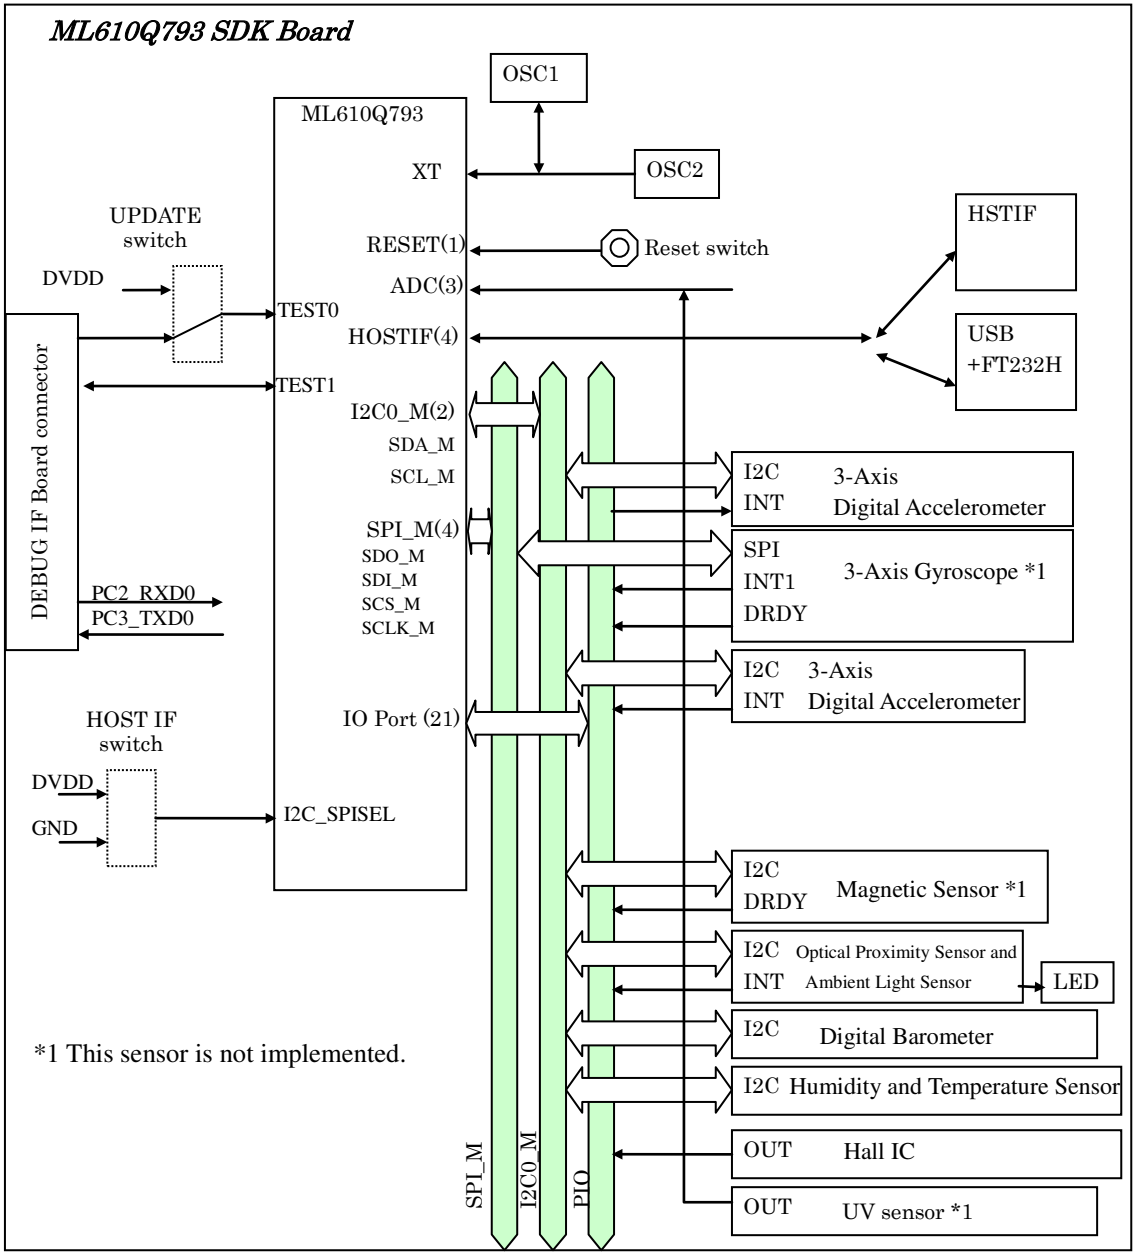 ML610Q793 SDK Board
OSC1
ML610Q793
XT
OSC2
UPDATE
switch
HSTIF
RESET(1)
Reset switch
DVDD
ADC(3)
TEST0
HOSTIF(4)
USB
+FT232H
TEST1
DEBUG IF Board connector
I2C0_M(2)
SDA_M
SCL_M
I2C
3-Axis
INT
Digital Accelerometer
SPI_M(4)
SDO_M
SDI_M
SCS_M
SCLK_M
SPI
3-Axis Gyroscope *1
INT1
DRDY
PC2_RXD0
PC3_TXD0
I2C
3-Axis
INT
Digital Accelerometer
IO Port (21)
HOST IF
switch
DVDD
GND
I2C_SPISEL
I2C
Magnetic Sensor *1
DRDY
I2C
Optical Proximity Sensor and
INT
Ambient Light Sensor
LED
I2C
Digital Barometer
*1 This sensor is not implemented.
I2C
Humidity and Temperature Sensor
OUT
Hall IC
OUT
UV sensor *1
SPI_M
I2C0_M
PIO